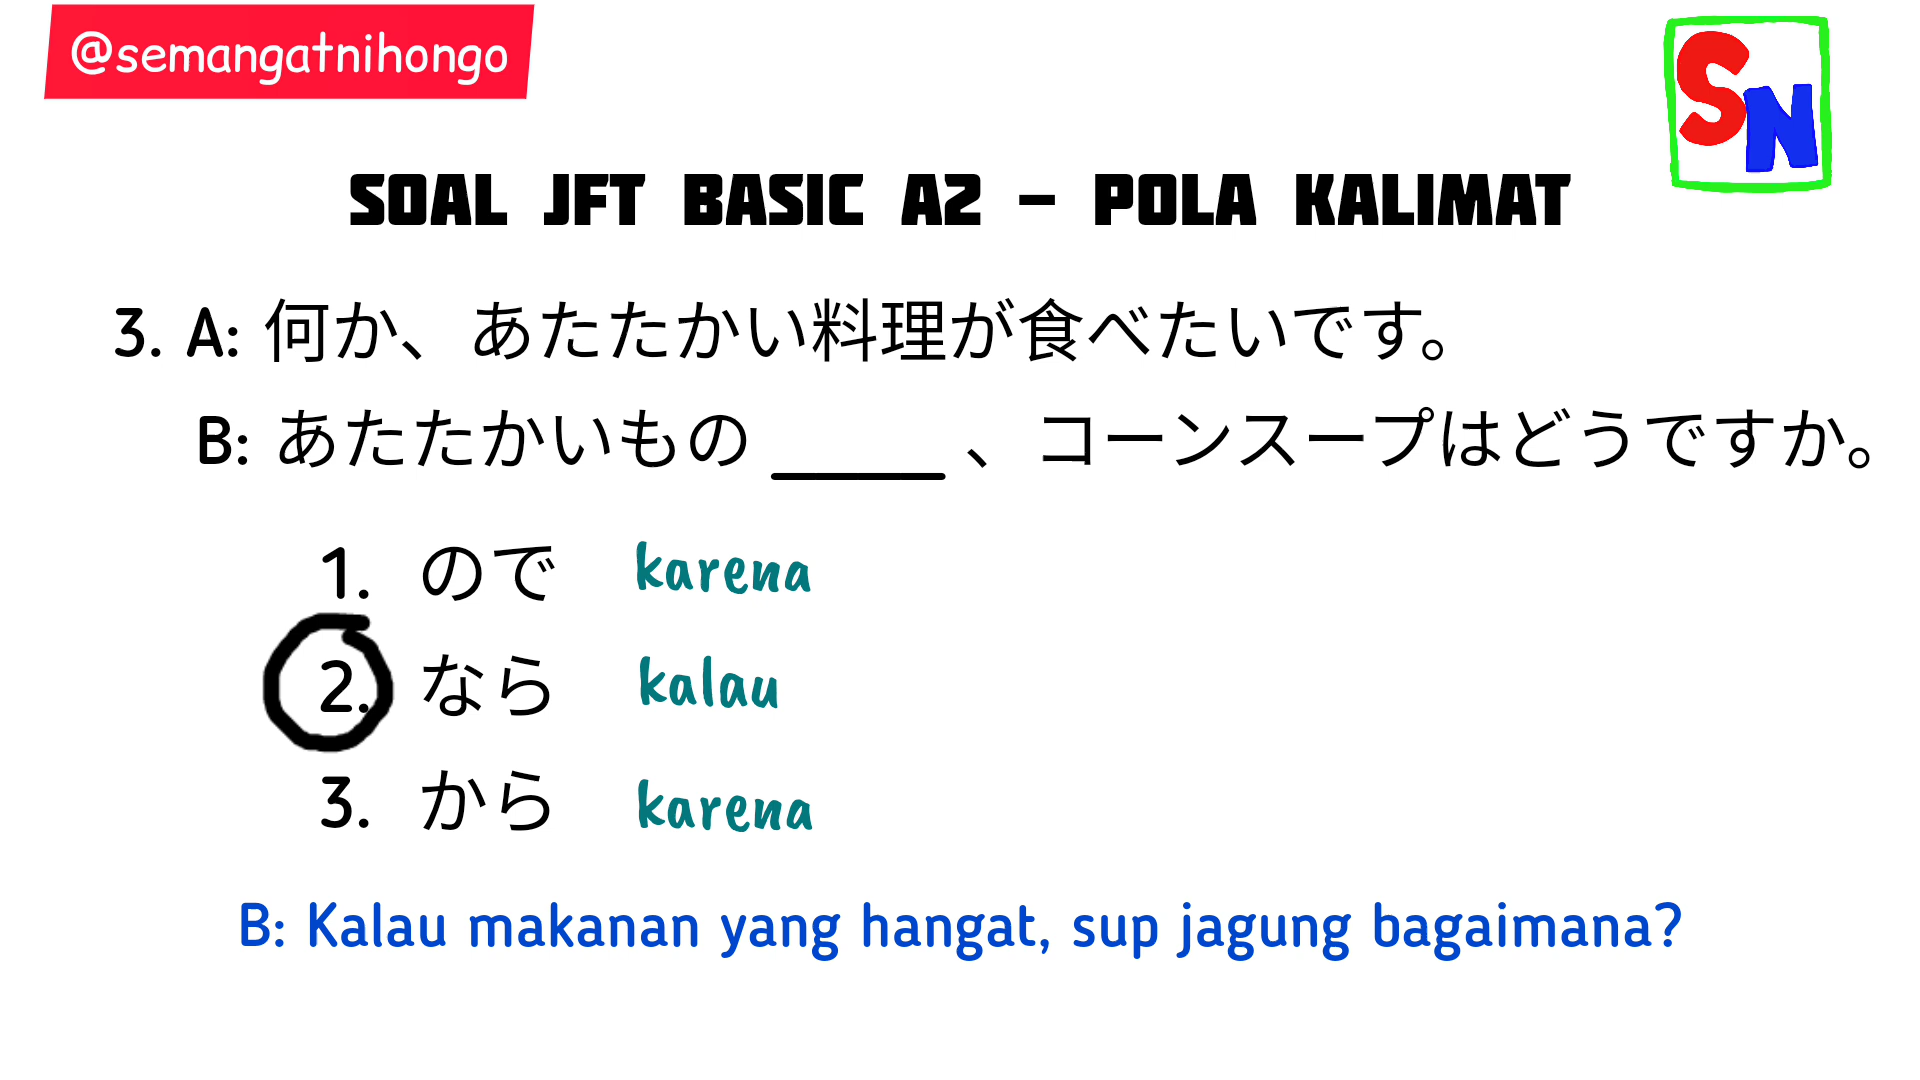 @semangatnihongo
SN
SOAL JFT BASIC A2 - POLA KALIMAT
3. A: 何か、あたたかい料理が食べたいです。
B: あたたかいもの _____ 、コーンスープはどうですか。
1. ので karena
2. なら kalau
3. から karena
B: Kalau makanan yang hangat, sup jagung bagaimana?